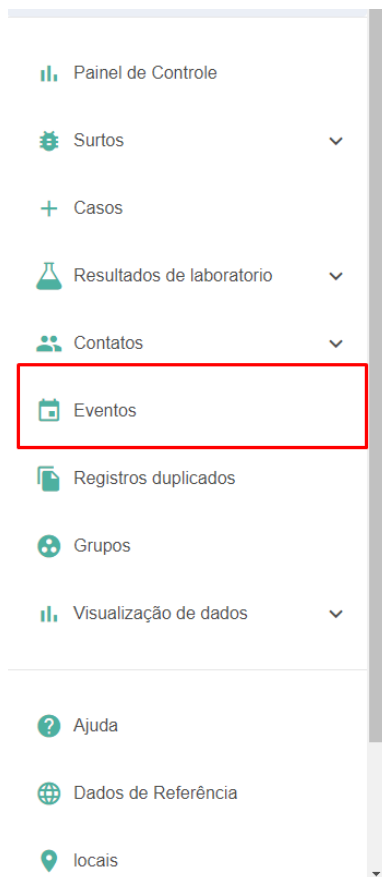 Painel de Controle
Surtos
Casos
Resultados de laboratorio
Contatos
Eventos
Registros duplicados
Grupos
Visualização de dados
Ajuda
Dados de Referência
locais